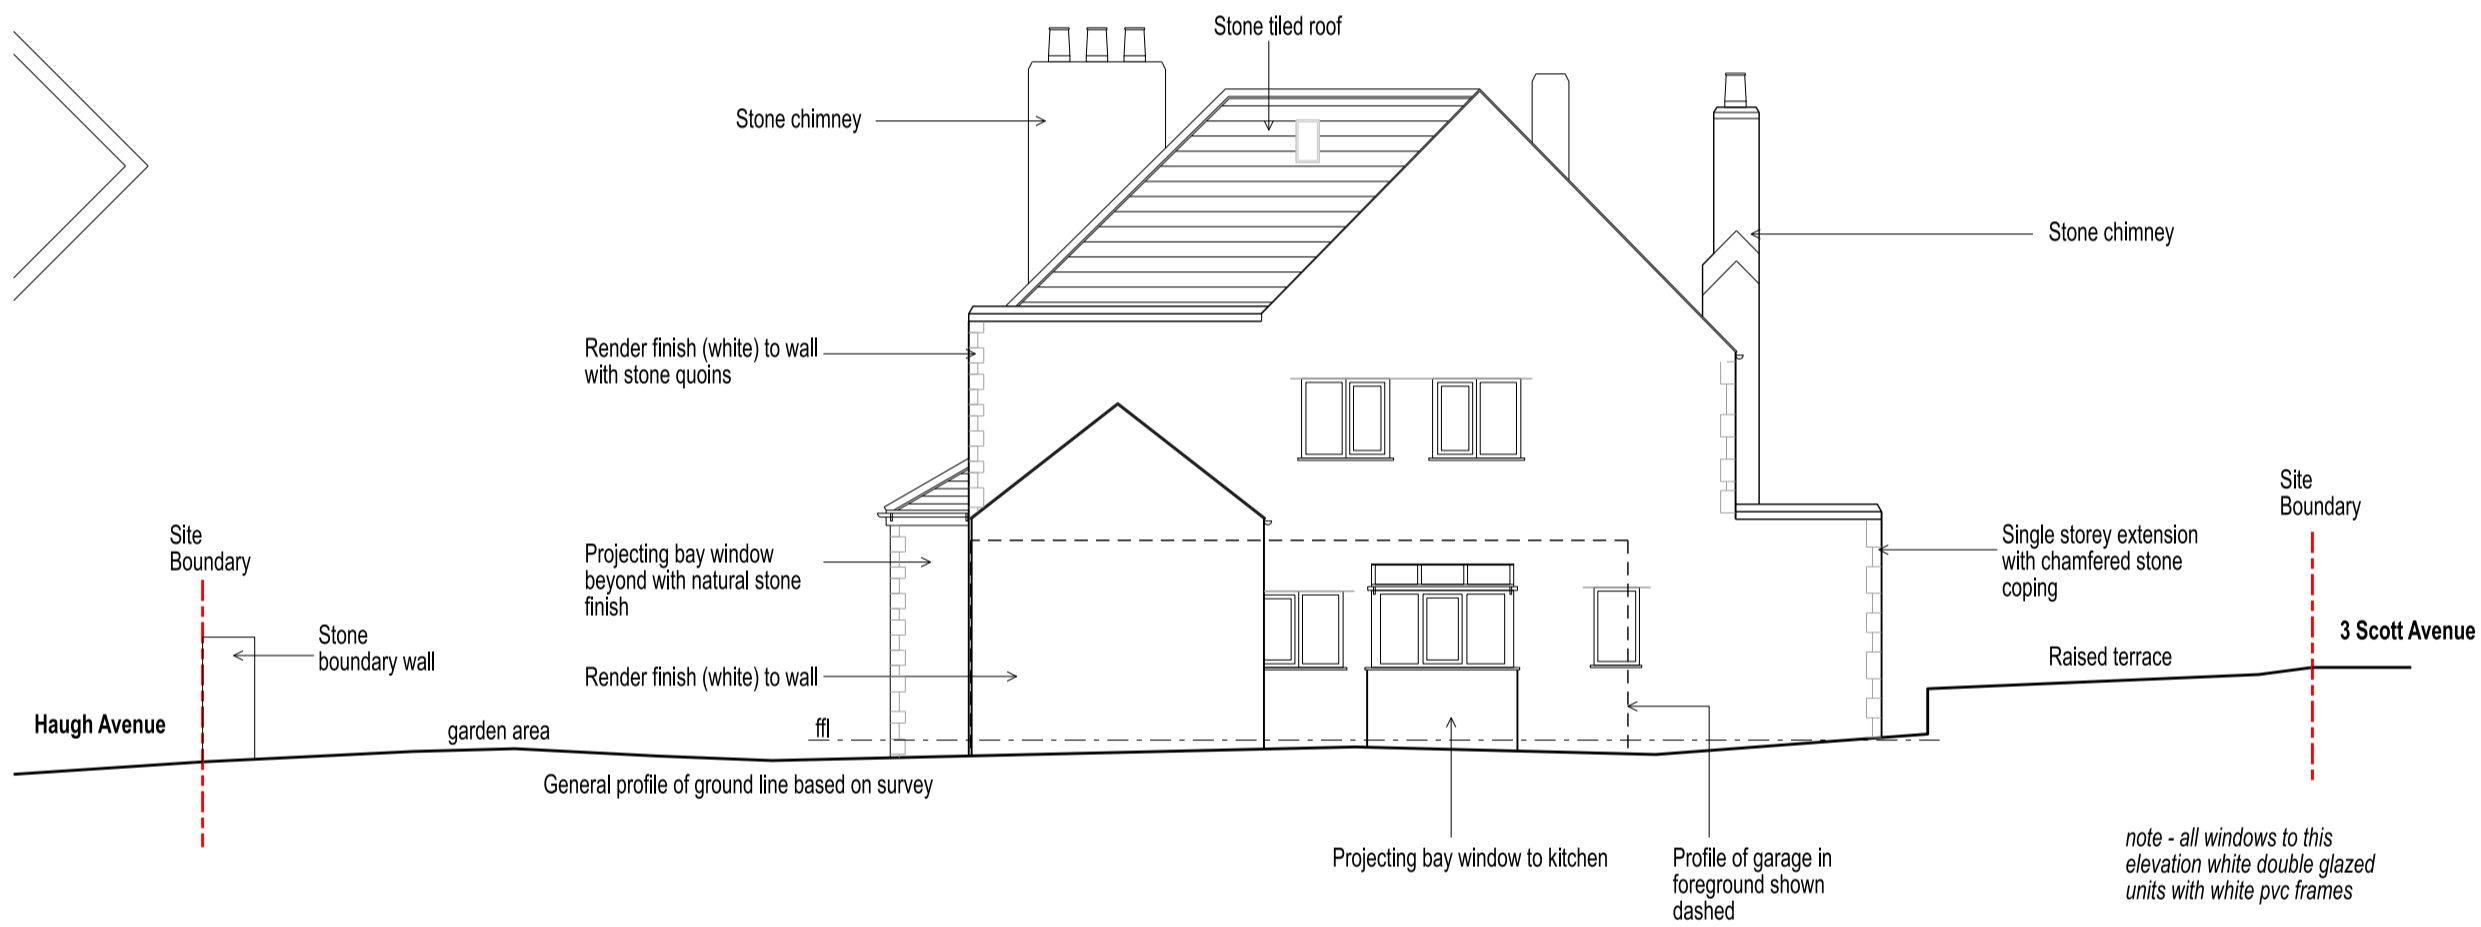 Stone tiled roof
Stone chimney
Stone chimney
Render finish (white) to wall
with stone quoins
Site
Boundary
Site
Boundary
Projecting bay window
beyond with natural stone
finish
Single storey extension
with chamfered stone
coping
Stone
boundary wall
3 Scott Avenue
Raised terrace
Render finish (white) to wall
Haugh Avenue
garden area
ffl
General profile of ground line based on survey
Projecting bay window to kitchen
Profile of garage in
foreground shown
dashed
note - all windows to this
elevation white double glazed
units with white pvc frames